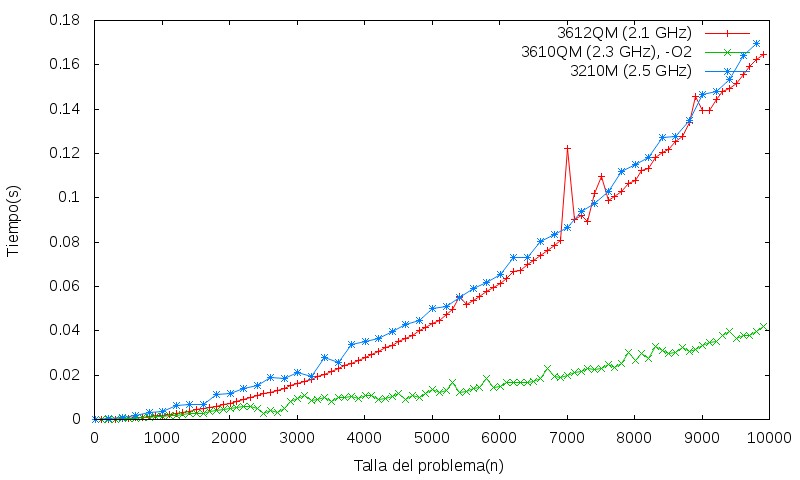 0.18
0.16
0.14
0.12
0.1
0.08
0.06
0.04
0.02
0
Tiempo(s)
3612QM (2.1 GHz)
3610QM (2.3 GHz), -O2
3210M (2.5 GHz)
0 1000 2000 3000 4000 5000 6000 7000 8000 9000 10000
Talla del problema(n)